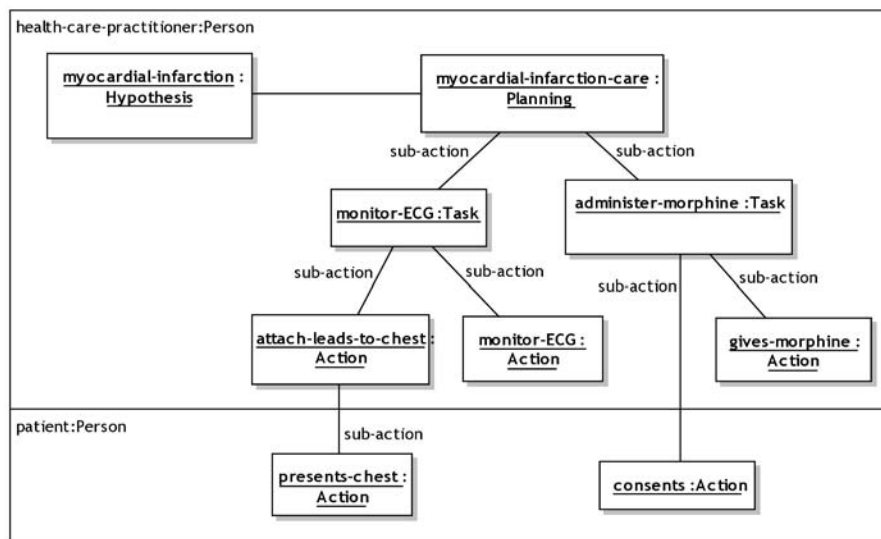 health-care-practitioner:Person
myocardial-infarction :
Hypothesis
myocardial-infarction-care :
Planning
sub-action
sub-action
monitor-ECG :Task
administer-morphine :Task
sub-action
sub-action
sub-action
sub-action
attach-leads-to-chest :
Action
monitor-ECG :
Action
gives-morphine :
Action
patient:Person
sub-action
presents-chest :
Action
consents :Action